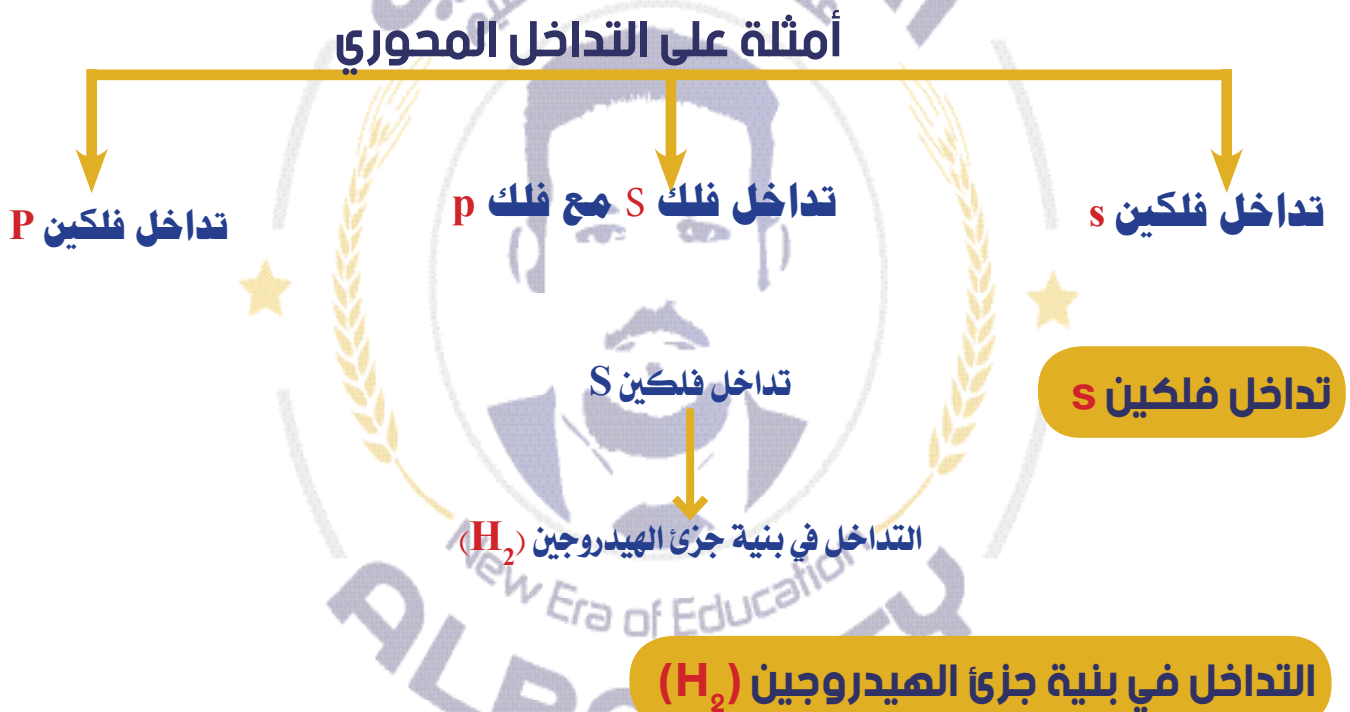 أمثلة على التداخل المحوري
تداخل فلكين s
تداخل فلك S مع فلك p
تداخل فلكين P
تداخل فلكين s
تداخل فلكين S
التداخل في بنية جزئ الهيدروجين (H₂)
New Era of Education
التداخل في بنية جزئ الهيدروجين (H₂)